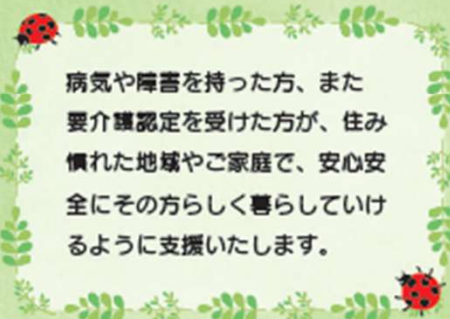 病気や障害を持った方、また
要介護認定を受けた方が、住み
慣れた地域やご家庭で、安心安
全にその方らしく暮らしていけ
るように支援いたします。